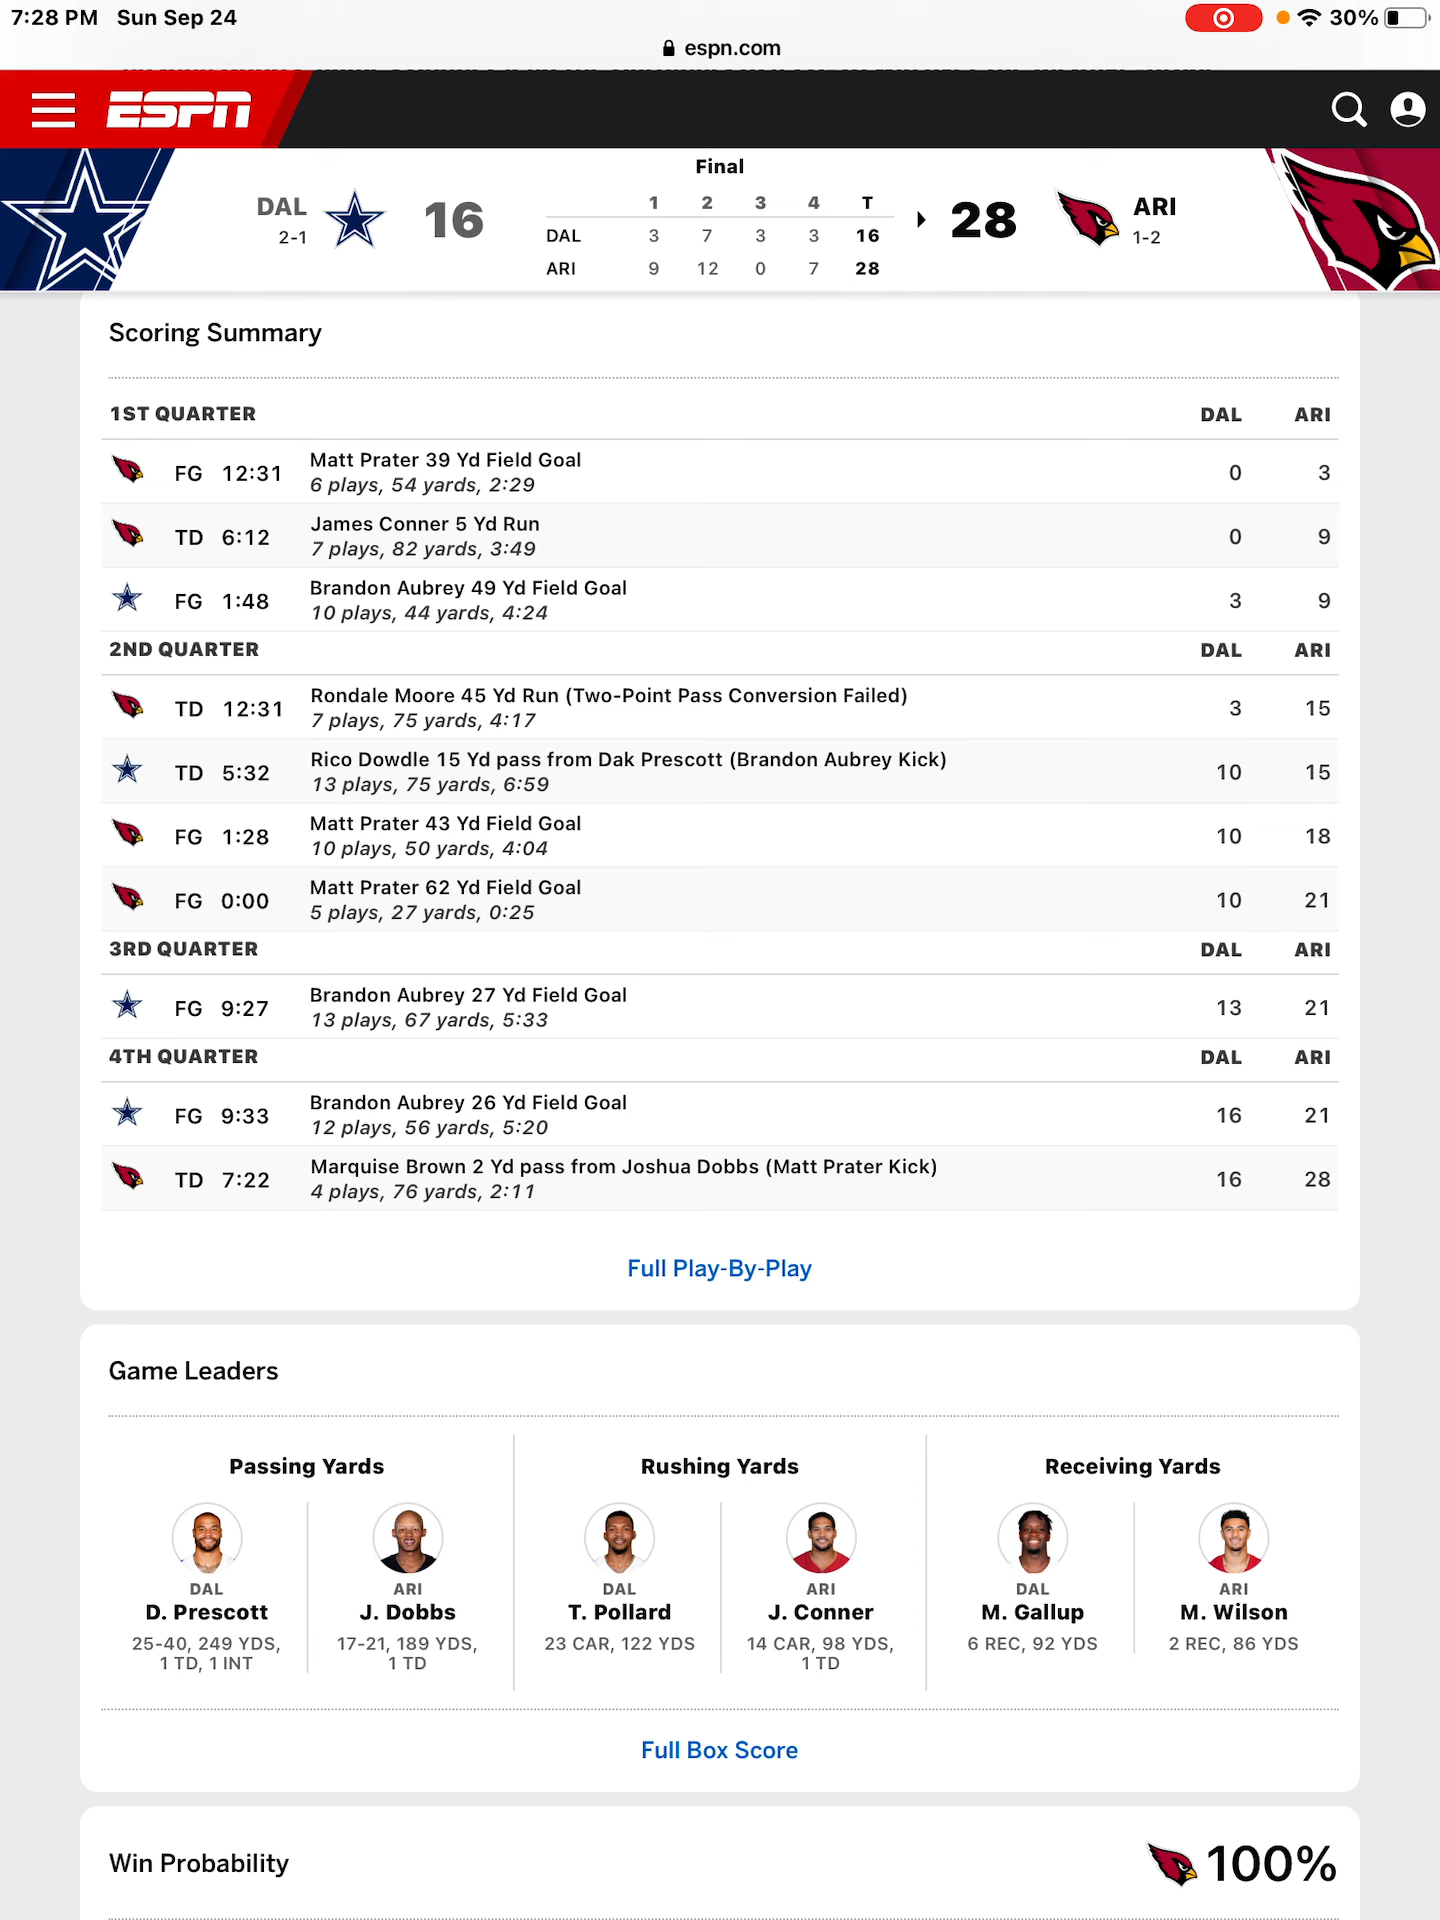 7:28 PM Sun Sep 24
30%
espn.com
ESPN
Final
DAL
2-1
16
1 2 3 4 T
DAL 3 7 3 3 16
ARI 9 12 0 7 28
28
ARI
1-2
Scoring Summary
1ST QUARTER DAL ARI
FG 12:31 Matt Prater 39 Yd Field Goal 0 3
6 plays, 54 yards, 2:29
TD 6:12 James Conner 5 Yd Run 0 9
7 plays, 82 yards, 3:49
FG 1:48 Brandon Aubrey 49 Yd Field Goal 3 9
10 plays, 44 yards, 4:24
2ND QUARTER DAL ARI
TD 12:31 Rondale Moore 45 Yd Run (Two-Point Pass Conversion Failed) 3 15
7 plays, 75 yards, 4:17
TD 5:32 Rico Dowdle 15 Yd pass from Dak Prescott (Brandon Aubrey Kick) 10 15
13 plays, 75 yards, 6:59
FG 1:28 Matt Prater 43 Yd Field Goal 10 18
10 plays, 50 yards, 4:04
FG 0:00 Matt Prater 62 Yd Field Goal 10 21
5 plays, 27 yards, 0:25
3RD QUARTER DAL ARI
FG 9:27 Brandon Aubrey 27 Yd Field Goal 13 21
13 plays, 67 yards, 5:33
4TH QUARTER DAL ARI
FG 9:33 Brandon Aubrey 26 Yd Field Goal 16 21
12 plays, 56 yards, 5:20
TD 7:22 Marquise Brown 2 Yd pass from Joshua Dobbs (Matt Prater Kick) 16 28
4 plays, 76 yards, 2:11
Full Play-By-Play
Game Leaders
Passing Yards
DAL
D. Prescott
25-40, 249 YDS,
1 TD, 1 INT
ARI
J. Dobbs
17-21, 189 YDS,
1 TD
Rushing Yards
DAL
T. Pollard
23 CAR, 122 YDS
ARI
J. Conner
14 CAR, 98 YDS,
1 TD
Receiving Yards
DAL
M. Gallup
6 REC, 92 YDS
ARI
M. Wilson
2 REC, 86 YDS
Full Box Score
Win Probability
100%